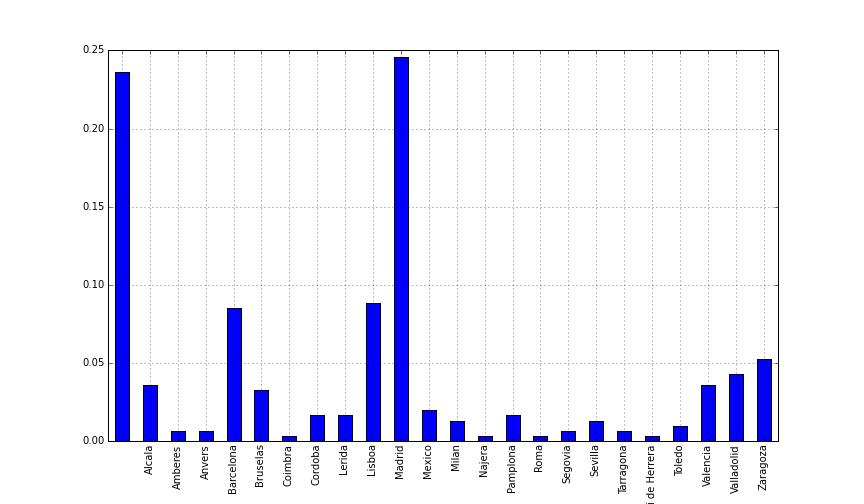 0.25
0.20
0.15
0.10
0.05
0.00
Alcala
Amberes
Anvers
Barcelona
Bruselas
Coimbra
Cordoba
Lerida
Lisboa
Madrid
Mexico
Milan
Najera
Pamplona
Roma
Segovia
Sevilla
Tarragona
i de Herrera
Toledo
Valencia
Valladolid
Zaragoza